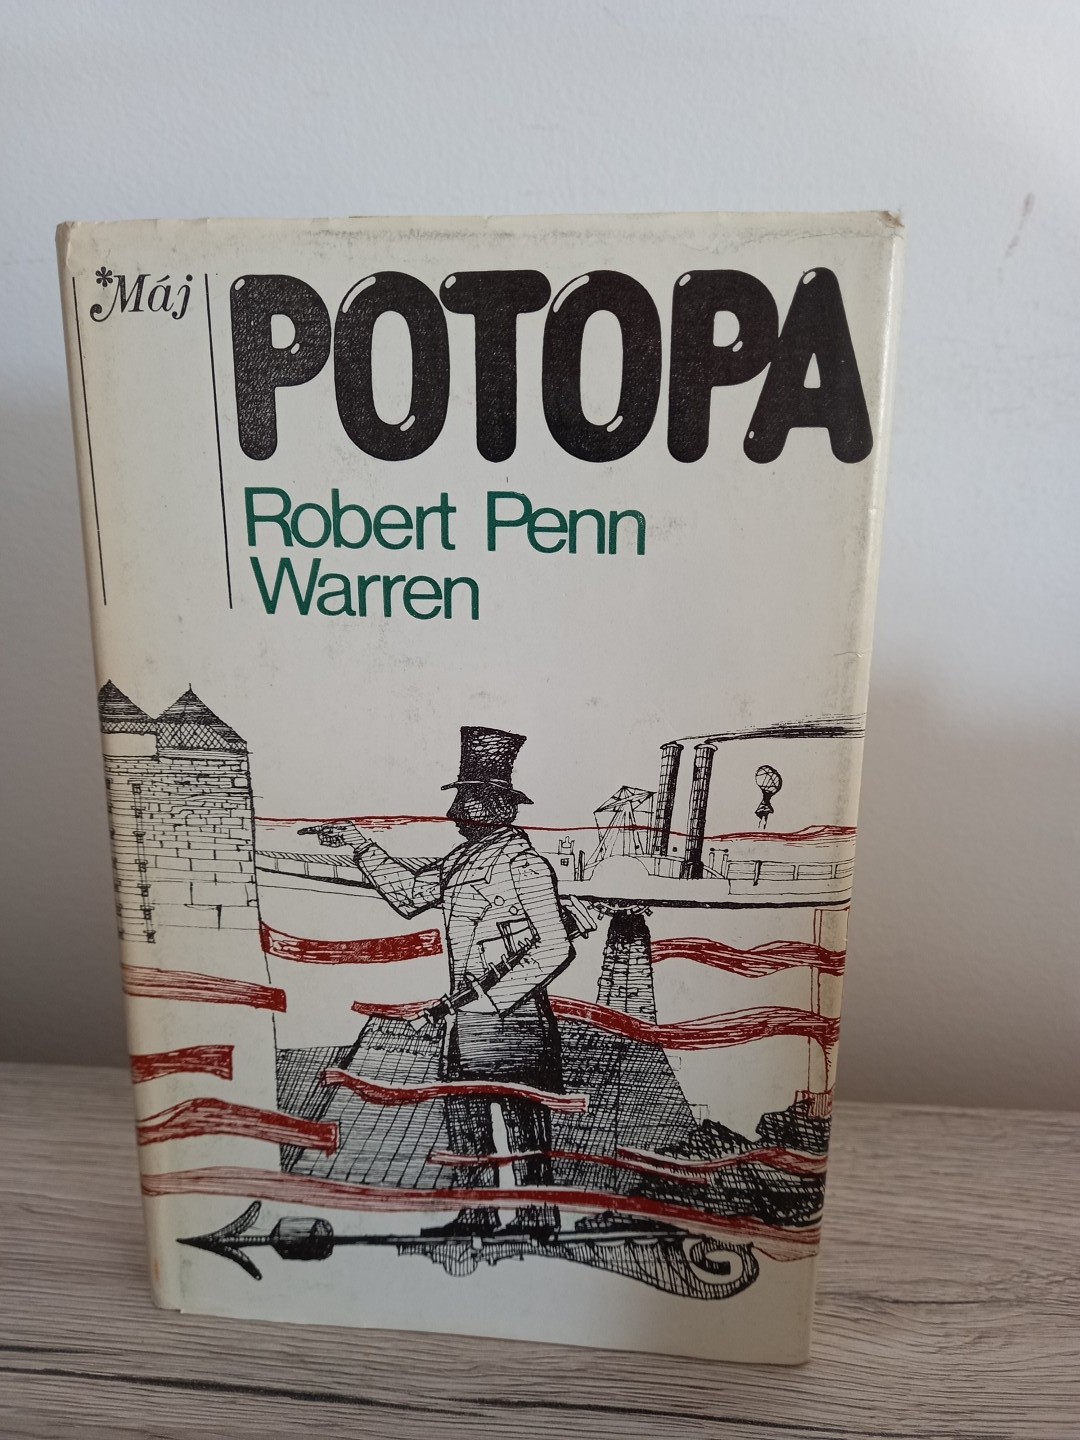 *Máj
POTOPA
Robert Penn
Warren